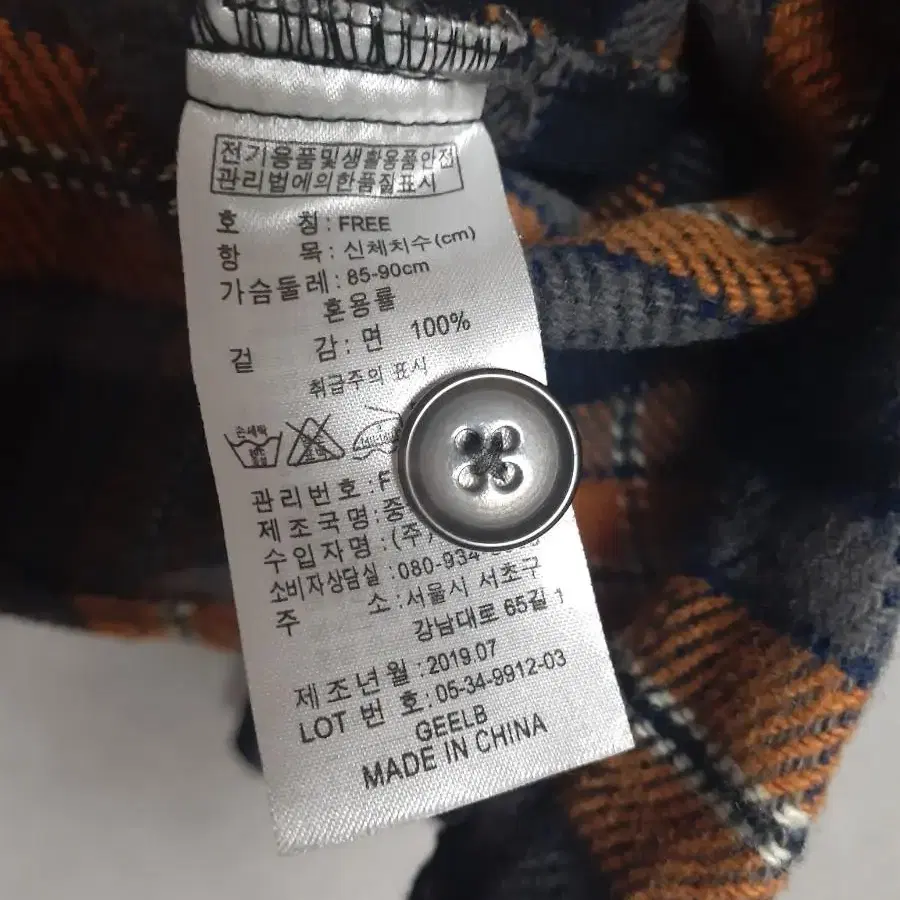 전기용품및생활용품안전
관리법에의한품질표시
호 칭 : FREE
항 목 : 신체치수(cm)
가슴둘레 : 85-90cm
혼용률
겉 감 : 면 100%
취급주의 표시
손세탁
관리번호 : F
제조국명 : 중
수입자명 : (주)
소비자상담실 : 080-934
주 소 : 서울시 서초구
강남대로 65길 1
제조년월 : 2019.07
LOT 번호 : 05-34-9912-03
GEELB
MADE IN CHINA